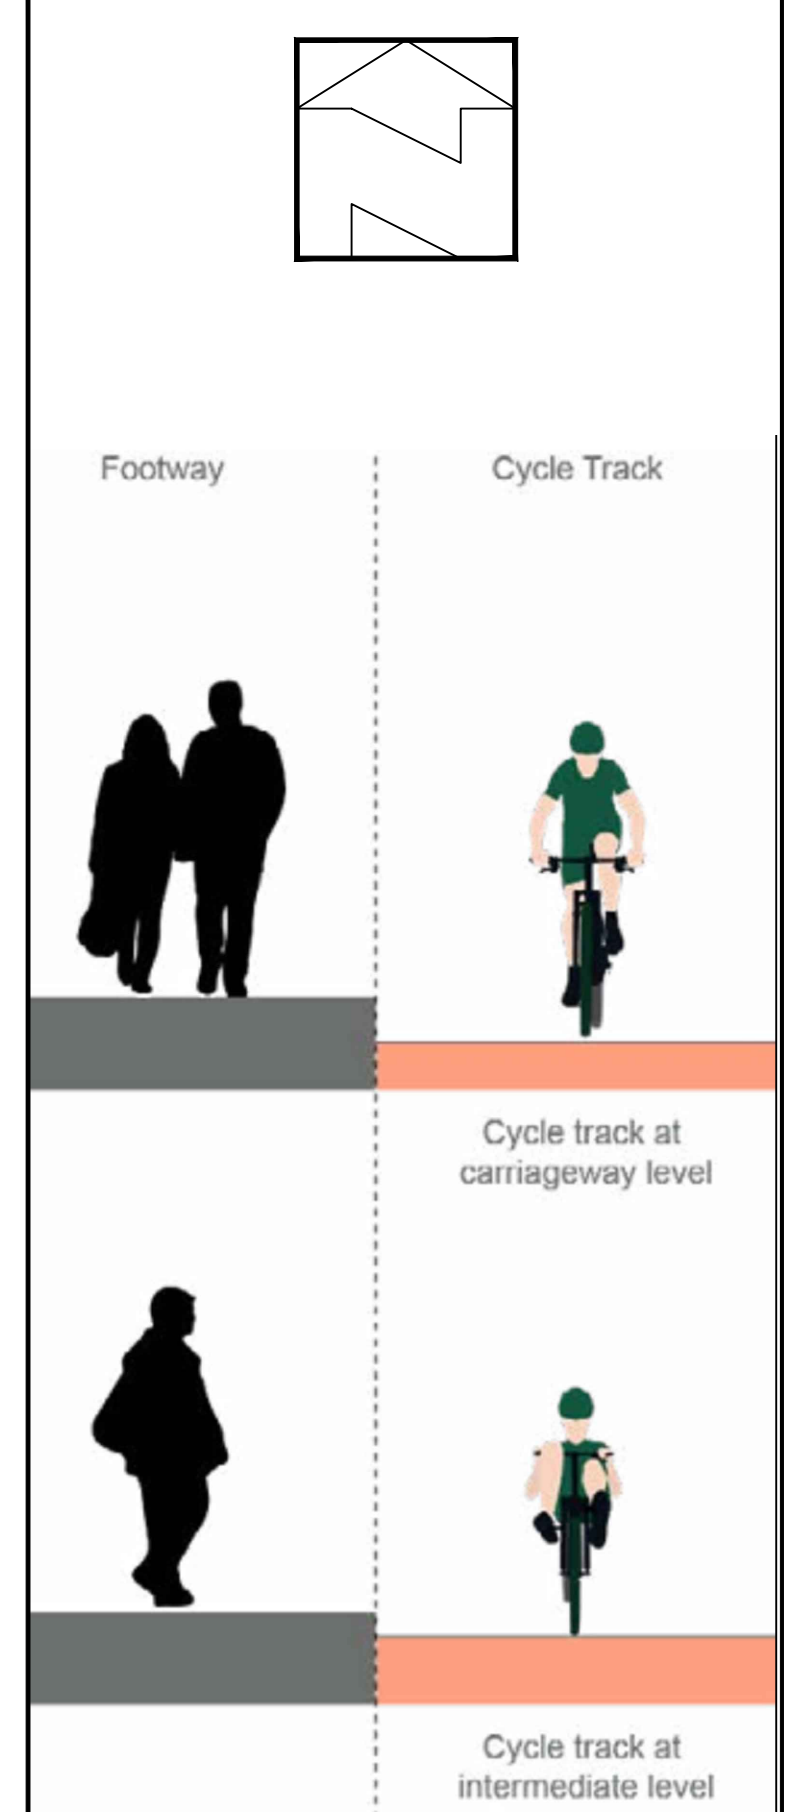 Footway
Cycle Track
Cycle track at
carriageway level
Cycle track at
intermediate level